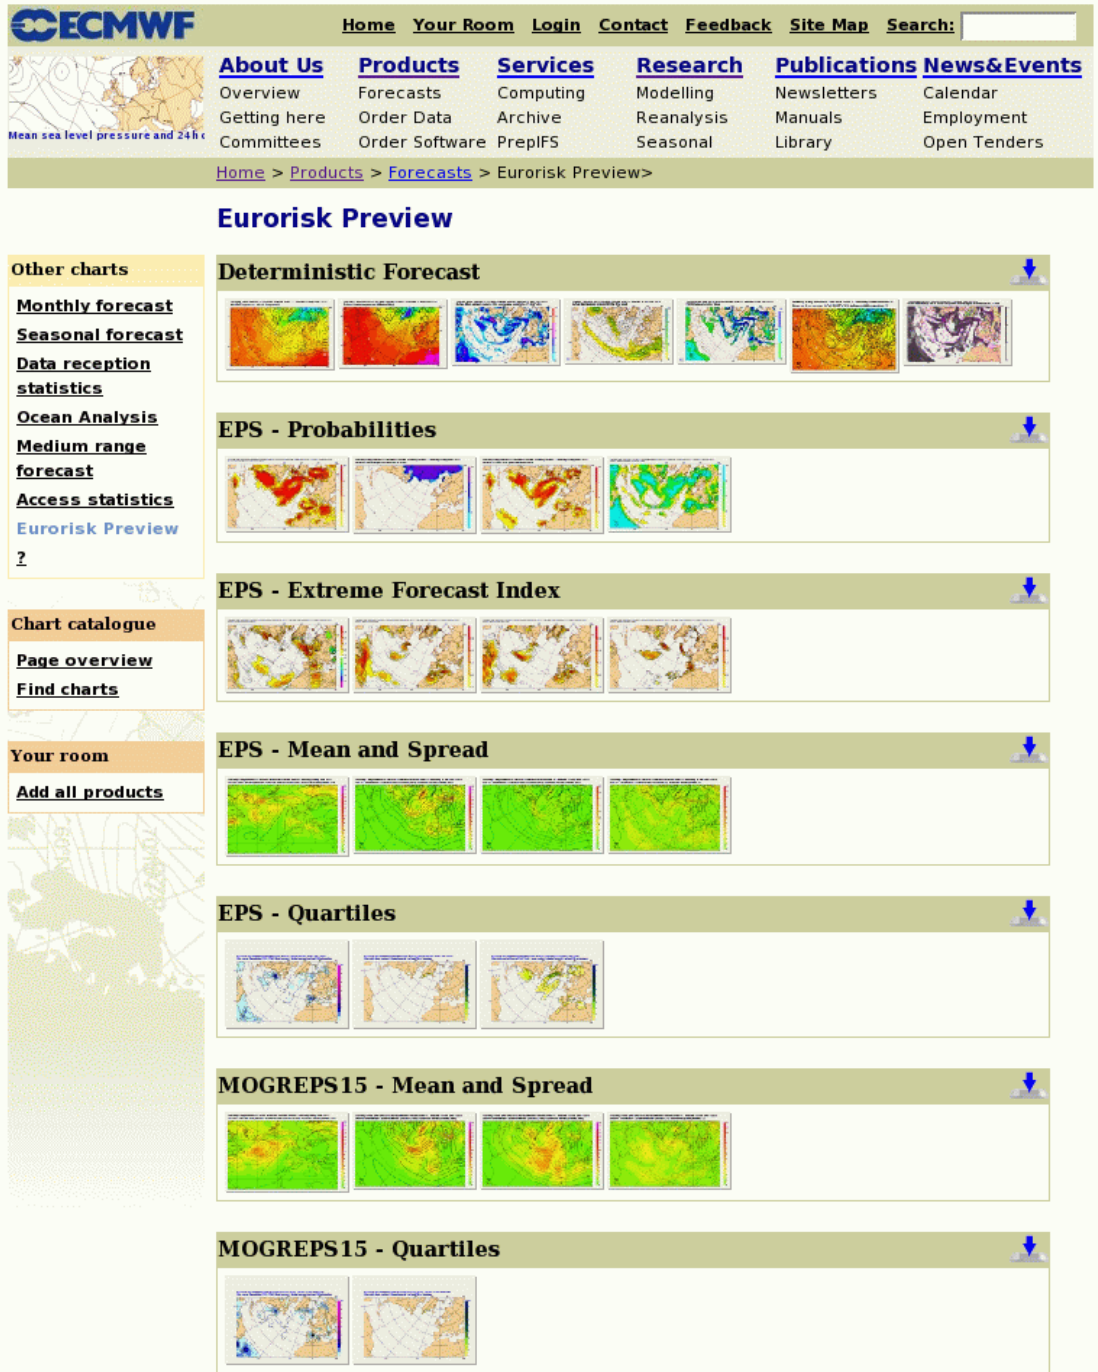 ECMWF
Home Your Room Login Contact Feedback Site Map Search:
About Us Products Services Research Publications News&Events
Overview Forecasts Computing Modelling Newsletters Calendar
Getting here Order Data Archive Reanalysis Manuals Employment
Mean sea level pressure and 24h
Committees Order Software PrepIFS Seasonal Library Open Tenders
Home > Products > Forecasts > Eurorisk Preview>
Eurorisk Preview
Other charts
Monthly forecast
Seasonal forecast
Data reception
statistics
Ocean Analysis
Medium range
forecast
Access statistics
Eurorisk Preview
?
Chart catalogue
Page overview
Find charts
Your room
Add all products
Deterministic Forecast
EPS - Probabilities
EPS - Extreme Forecast Index
EPS - Mean and Spread
EPS - Quartiles
MOGREPS15 - Mean and Spread
MOGREPS15 - Quartiles